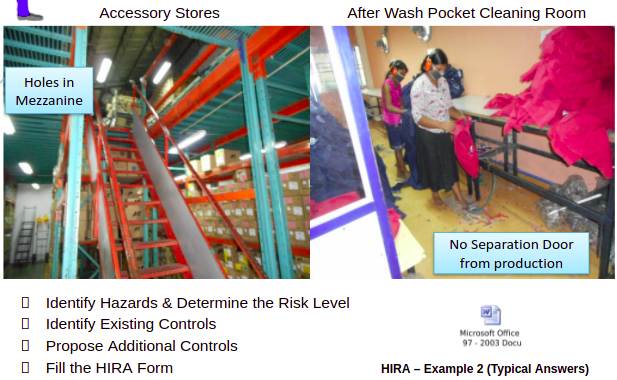 Accessory Stores
After Wash Pocket Cleaning Room
Holes in
Mezzanine
No Separation Door
from production
Identify Hazards & Determine the Risk Level
Identify Existing Controls
Propose Additional Controls
Fill the HIRA Form
Microsoft Office
97 - 2003 Docu
HIRA – Example 2 (Typical Answers)